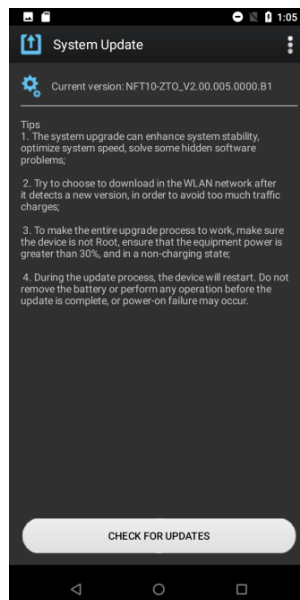 1:05
System Update
Current version: NFT10-ZTO_V2.00.005.0000.B1
Tips
1. The system upgrade can enhance system stability,
optimize system speed, solve some hidden software
problems;
2. Try to choose to download in the WLAN network after
it detects a new version, in order to avoid too much traffic
charges;
3. To make the entire upgrade process to work, make sure
the device is not Root, ensure that the equipment power is
greater than 30%, and in a non-charging state;
4. During the update process, the device will restart. Do not
remove the battery or perform any operation before the
update is complete, or power-on failure may occur.
CHECK FOR UPDATES